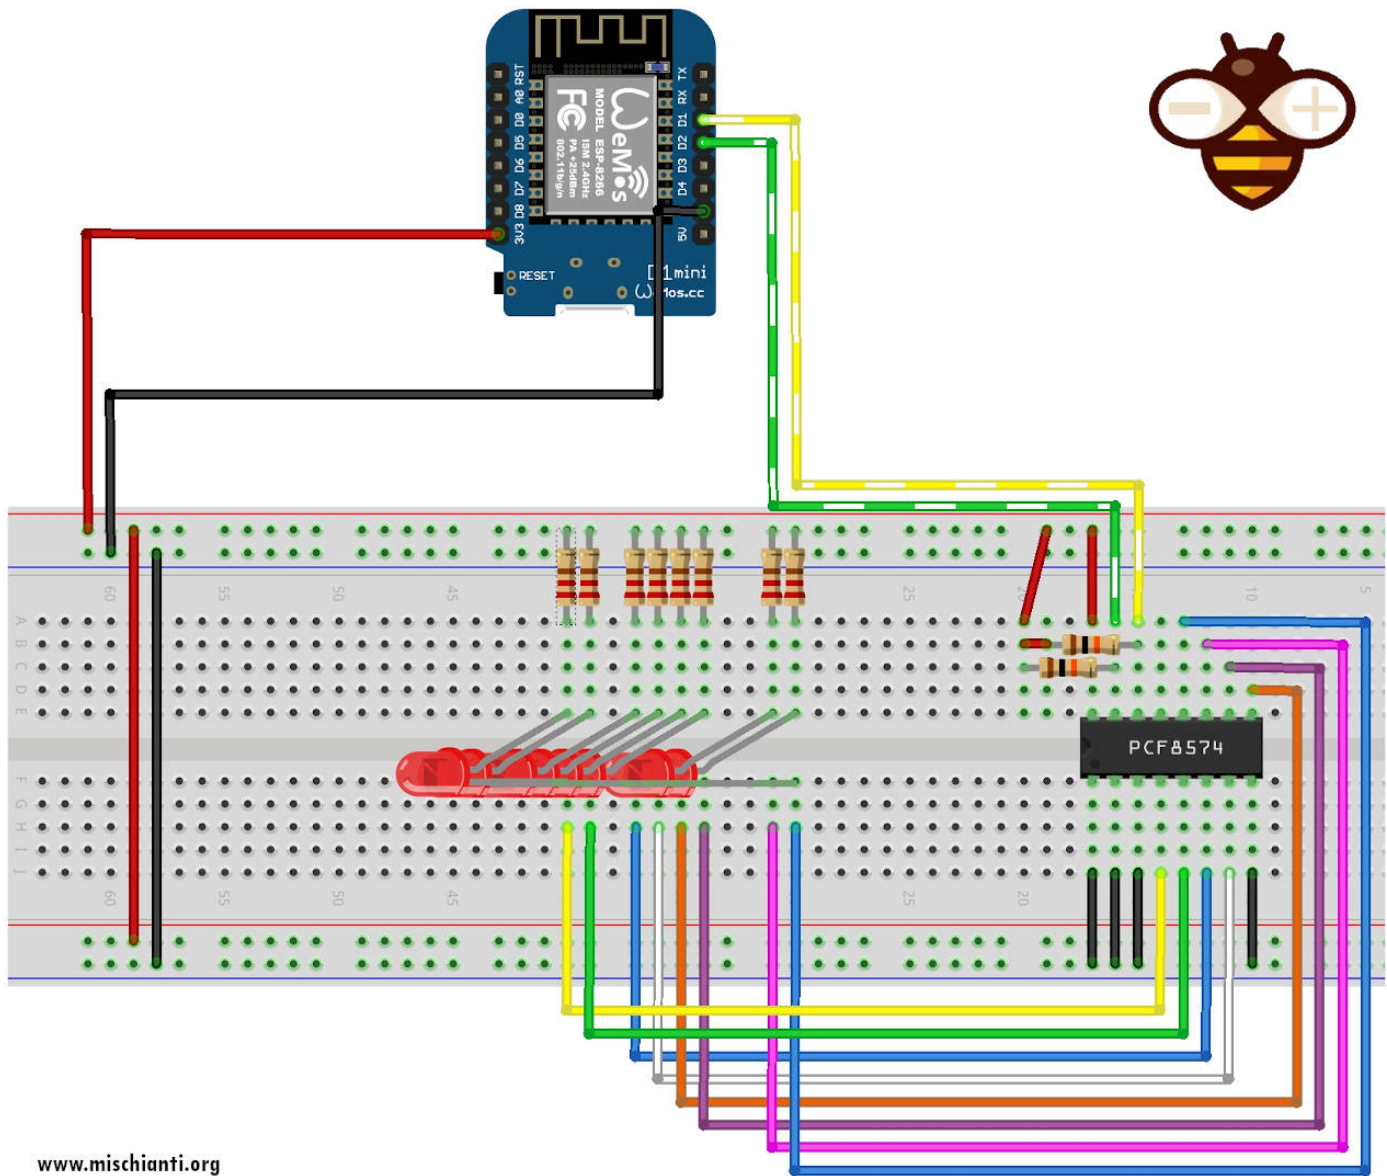 RST
A0
D0
D5
D6
D7
D8
3V3
TX
RX
D1
D2
D3
D4
5V
WeMos
MODEL ESP-8266
ISM 2.4GHz
PA +25dBm
802.11b/g/n
FC
RESET
D1 mini
WeMos.cc
60
55
50
45
25
10
5
A
B
C
D
E
PCF8574
F
G
H
I
J
60
55
50
45
25
20
www.mischianti.org